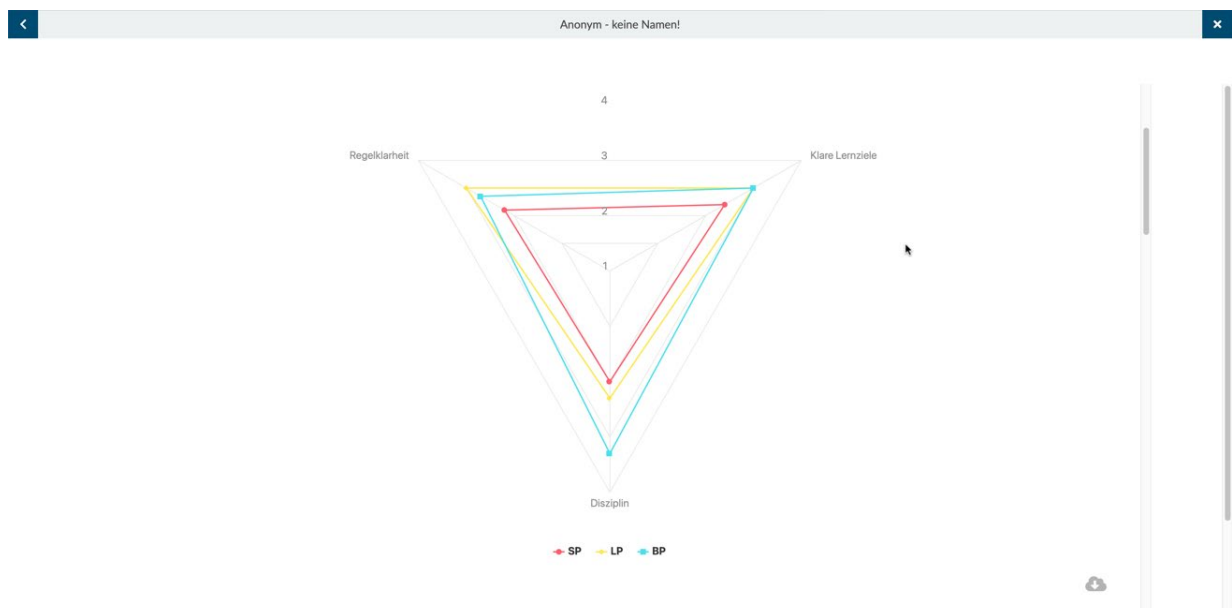 Anonym - keine Namen!
4
Regelklarheit
3
Klare Lernziele
2
1
Disziplin
SP LP BP